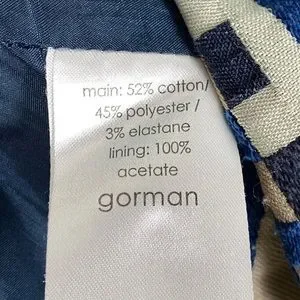 main: 52% cotton/
45% polyester /
3% elastane
lining: 100%
acetate
gorman